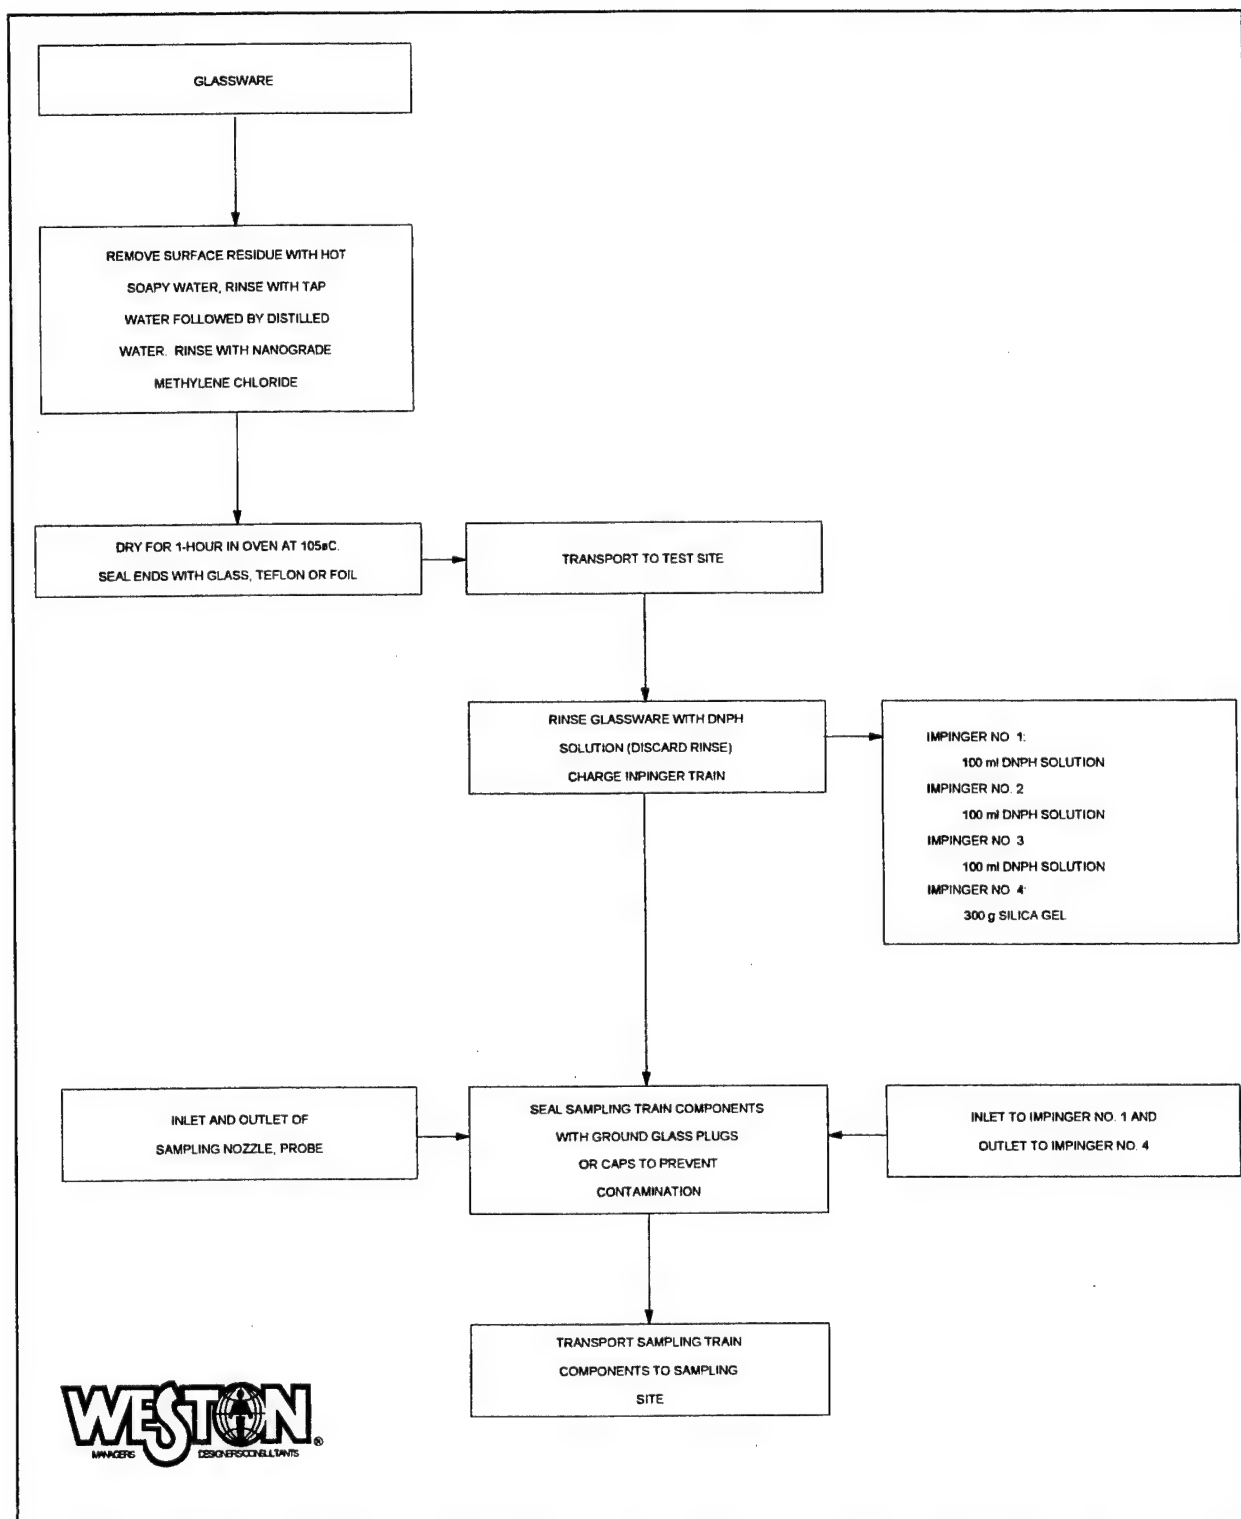 GLASSWARE
REMOVE SURFACE RESIDUE WITH HOT
SOAPY WATER, RINSE WITH TAP
WATER FOLLOWED BY DISTILLED
WATER. RINSE WITH NANOGRADE
METHYLENE CHLORIDE
DRY FOR 1-HOUR IN OVEN AT 105øC.
SEAL ENDS WITH GLASS, TEFLON OR FOIL
TRANSPORT TO TEST SITE
RINSE GLASSWARE WITH DNPH
SOLUTION (DISCARD RINSE)
CHARGE INPINGER TRAIN
IMPINGER NO 1:
100 ml DNPH SOLUTION
IMPINGER NO. 2
100 ml DNPH SOLUTION
IMPINGER NO 3
100 ml DNPH SOLUTION
IMPINGER NO 4:
300 g SILICA GEL
INLET AND OUTLET OF
SAMPLING NOZZLE, PROBE
SEAL SAMPLING TRAIN COMPONENTS
WITH GROUND GLASS PLUGS
OR CAPS TO PREVENT
CONTAMINATION
INLET TO IMPINGER NO. 1 AND
OUTLET TO IMPINGER NO. 4
TRANSPORT SAMPLING TRAIN
COMPONENTS TO SAMPLING
SITE
WESTON®
MANAGERS DESIGNERS/CONSULTANTS